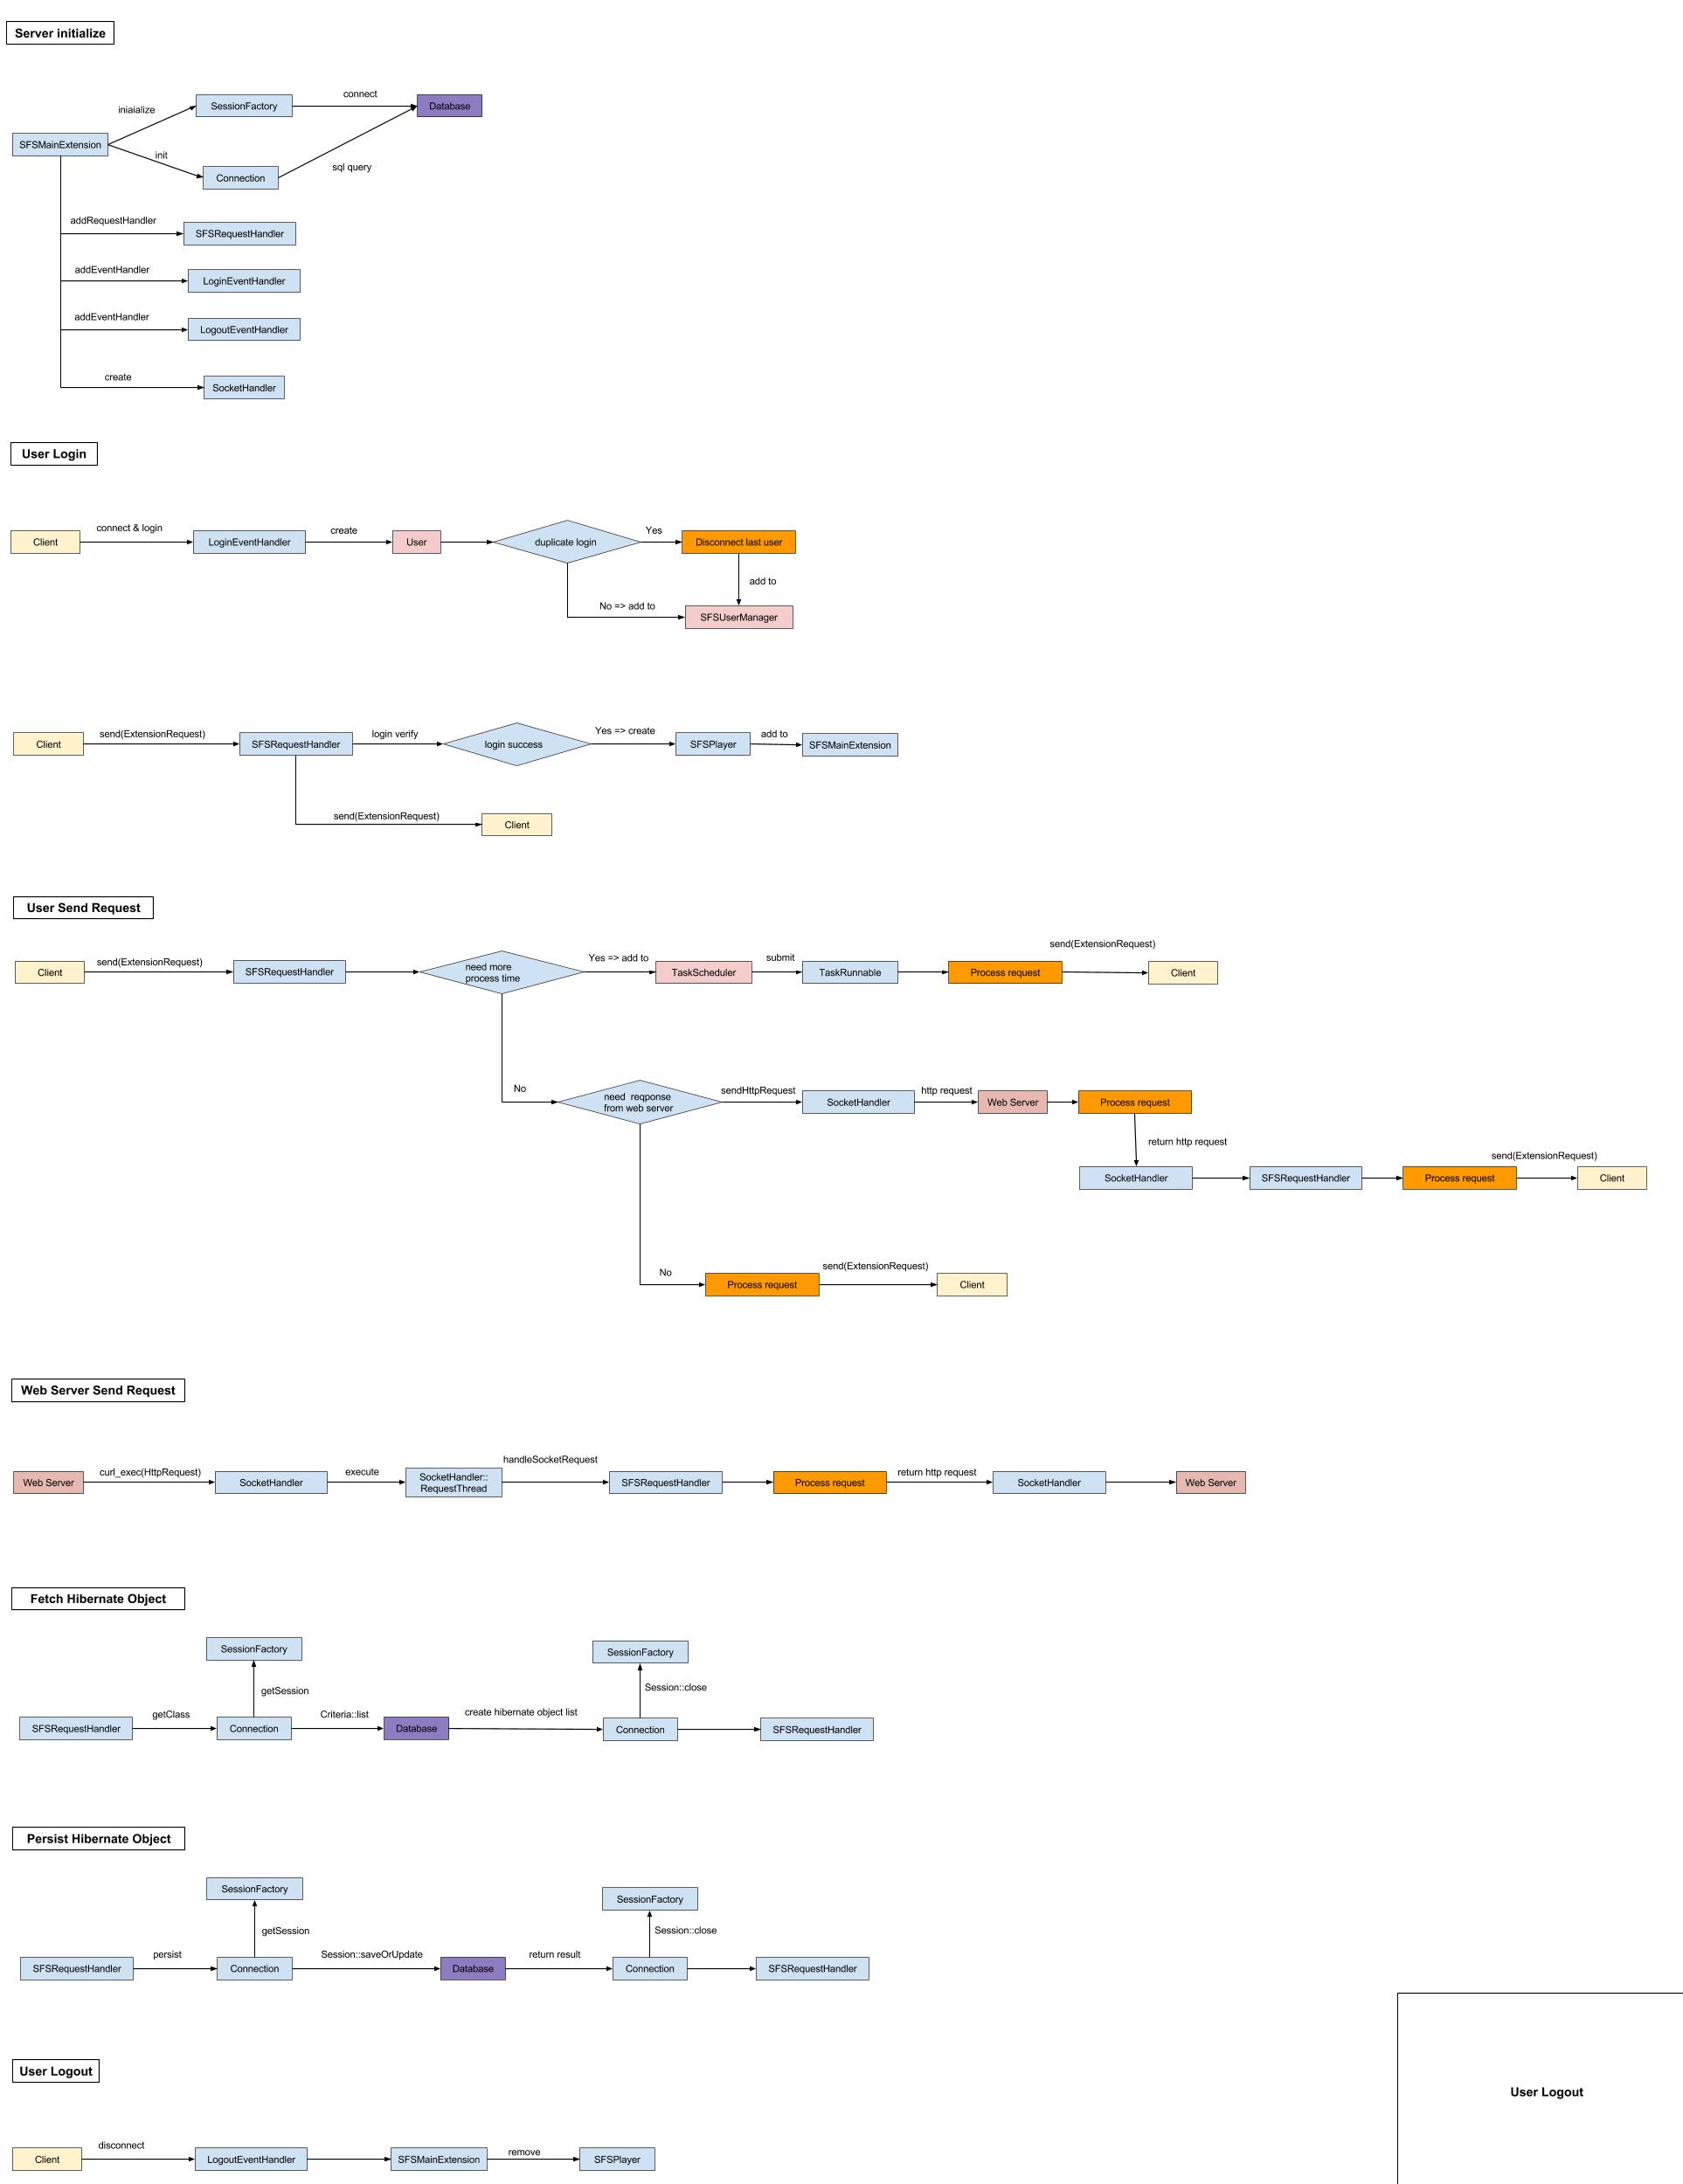 Server initialize
iniaialize
SessionFactory
connect
Database
SFSMainExtension
init
Connection
sql query
addRequestHandler
SFSRequestHandler
addEventHandler
LoginEventHandler
addEventHandler
LogoutEventHandler
create
SocketHandler
User Login
Client
connect & login
LoginEventHandler
create
User
duplicate login
Yes
Disconnect last user
add to
No => add to
SFSUserManager
Client
send(ExtensionRequest)
SFSRequestHandler
login verify
login success
Yes => create
SFSPlayer
add to
SFSMainExtension
send(ExtensionRequest)
Client
User Send Request
Client
send(ExtensionRequest)
SFSRequestHandler
need more
process time
Yes => add to
TaskScheduler
submit
TaskRunnable
Process request
send(ExtensionRequest)
Client
No
need  reqponse
from web server
sendHttpRequest
SocketHandler
http request
Web Server
Process request
return http request
SocketHandler
SFSRequestHandler
Process request
send(ExtensionRequest)
Client
No
Process request
send(ExtensionRequest)
Client
Web Server Send Request
Web Server
curl_exec(HttpRequest)
SocketHandler
execute
SocketHandler::
RequestThread
handleSocketRequest
SFSRequestHandler
Process request
return http request
SocketHandler
Web Server
Fetch Hibernate Object
SessionFactory
SessionFactory
getSession
Session::close
SFSRequestHandler
getClass
Connection
Criteria::list
Database
create hibernate object list
Connection
SFSRequestHandler
Persist Hibernate Object
SessionFactory
SessionFactory
getSession
Session::close
SFSRequestHandler
persist
Connection
Session::saveOrUpdate
Database
return result
Connection
SFSRequestHandler
User Logout
User Logout
Client
disconnect
LogoutEventHandler
SFSMainExtension
remove
SFSPlayer